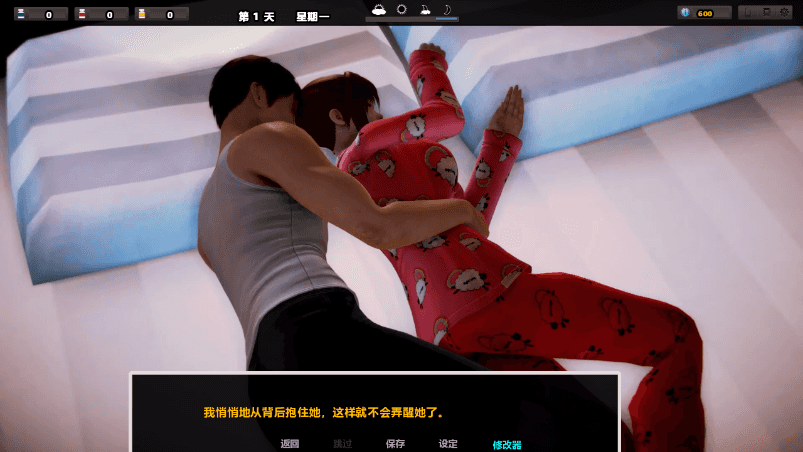 0 0 0 第 1 天 星期一 600
我悄悄地从背后抱住她，这样就不会弄醒她了。
返回 跳过 保存 设定 修改器